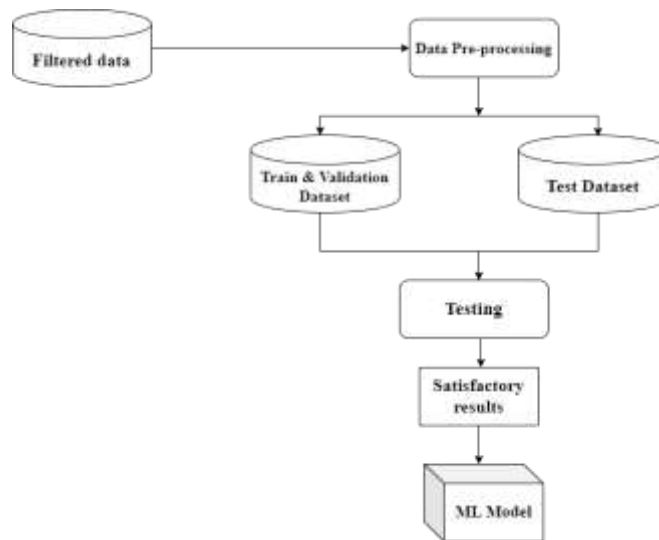 Filtered data
Data Pre-processing
Train & Validation
Dataset
Test Dataset
Testing
Satisfactory
results
ML Model